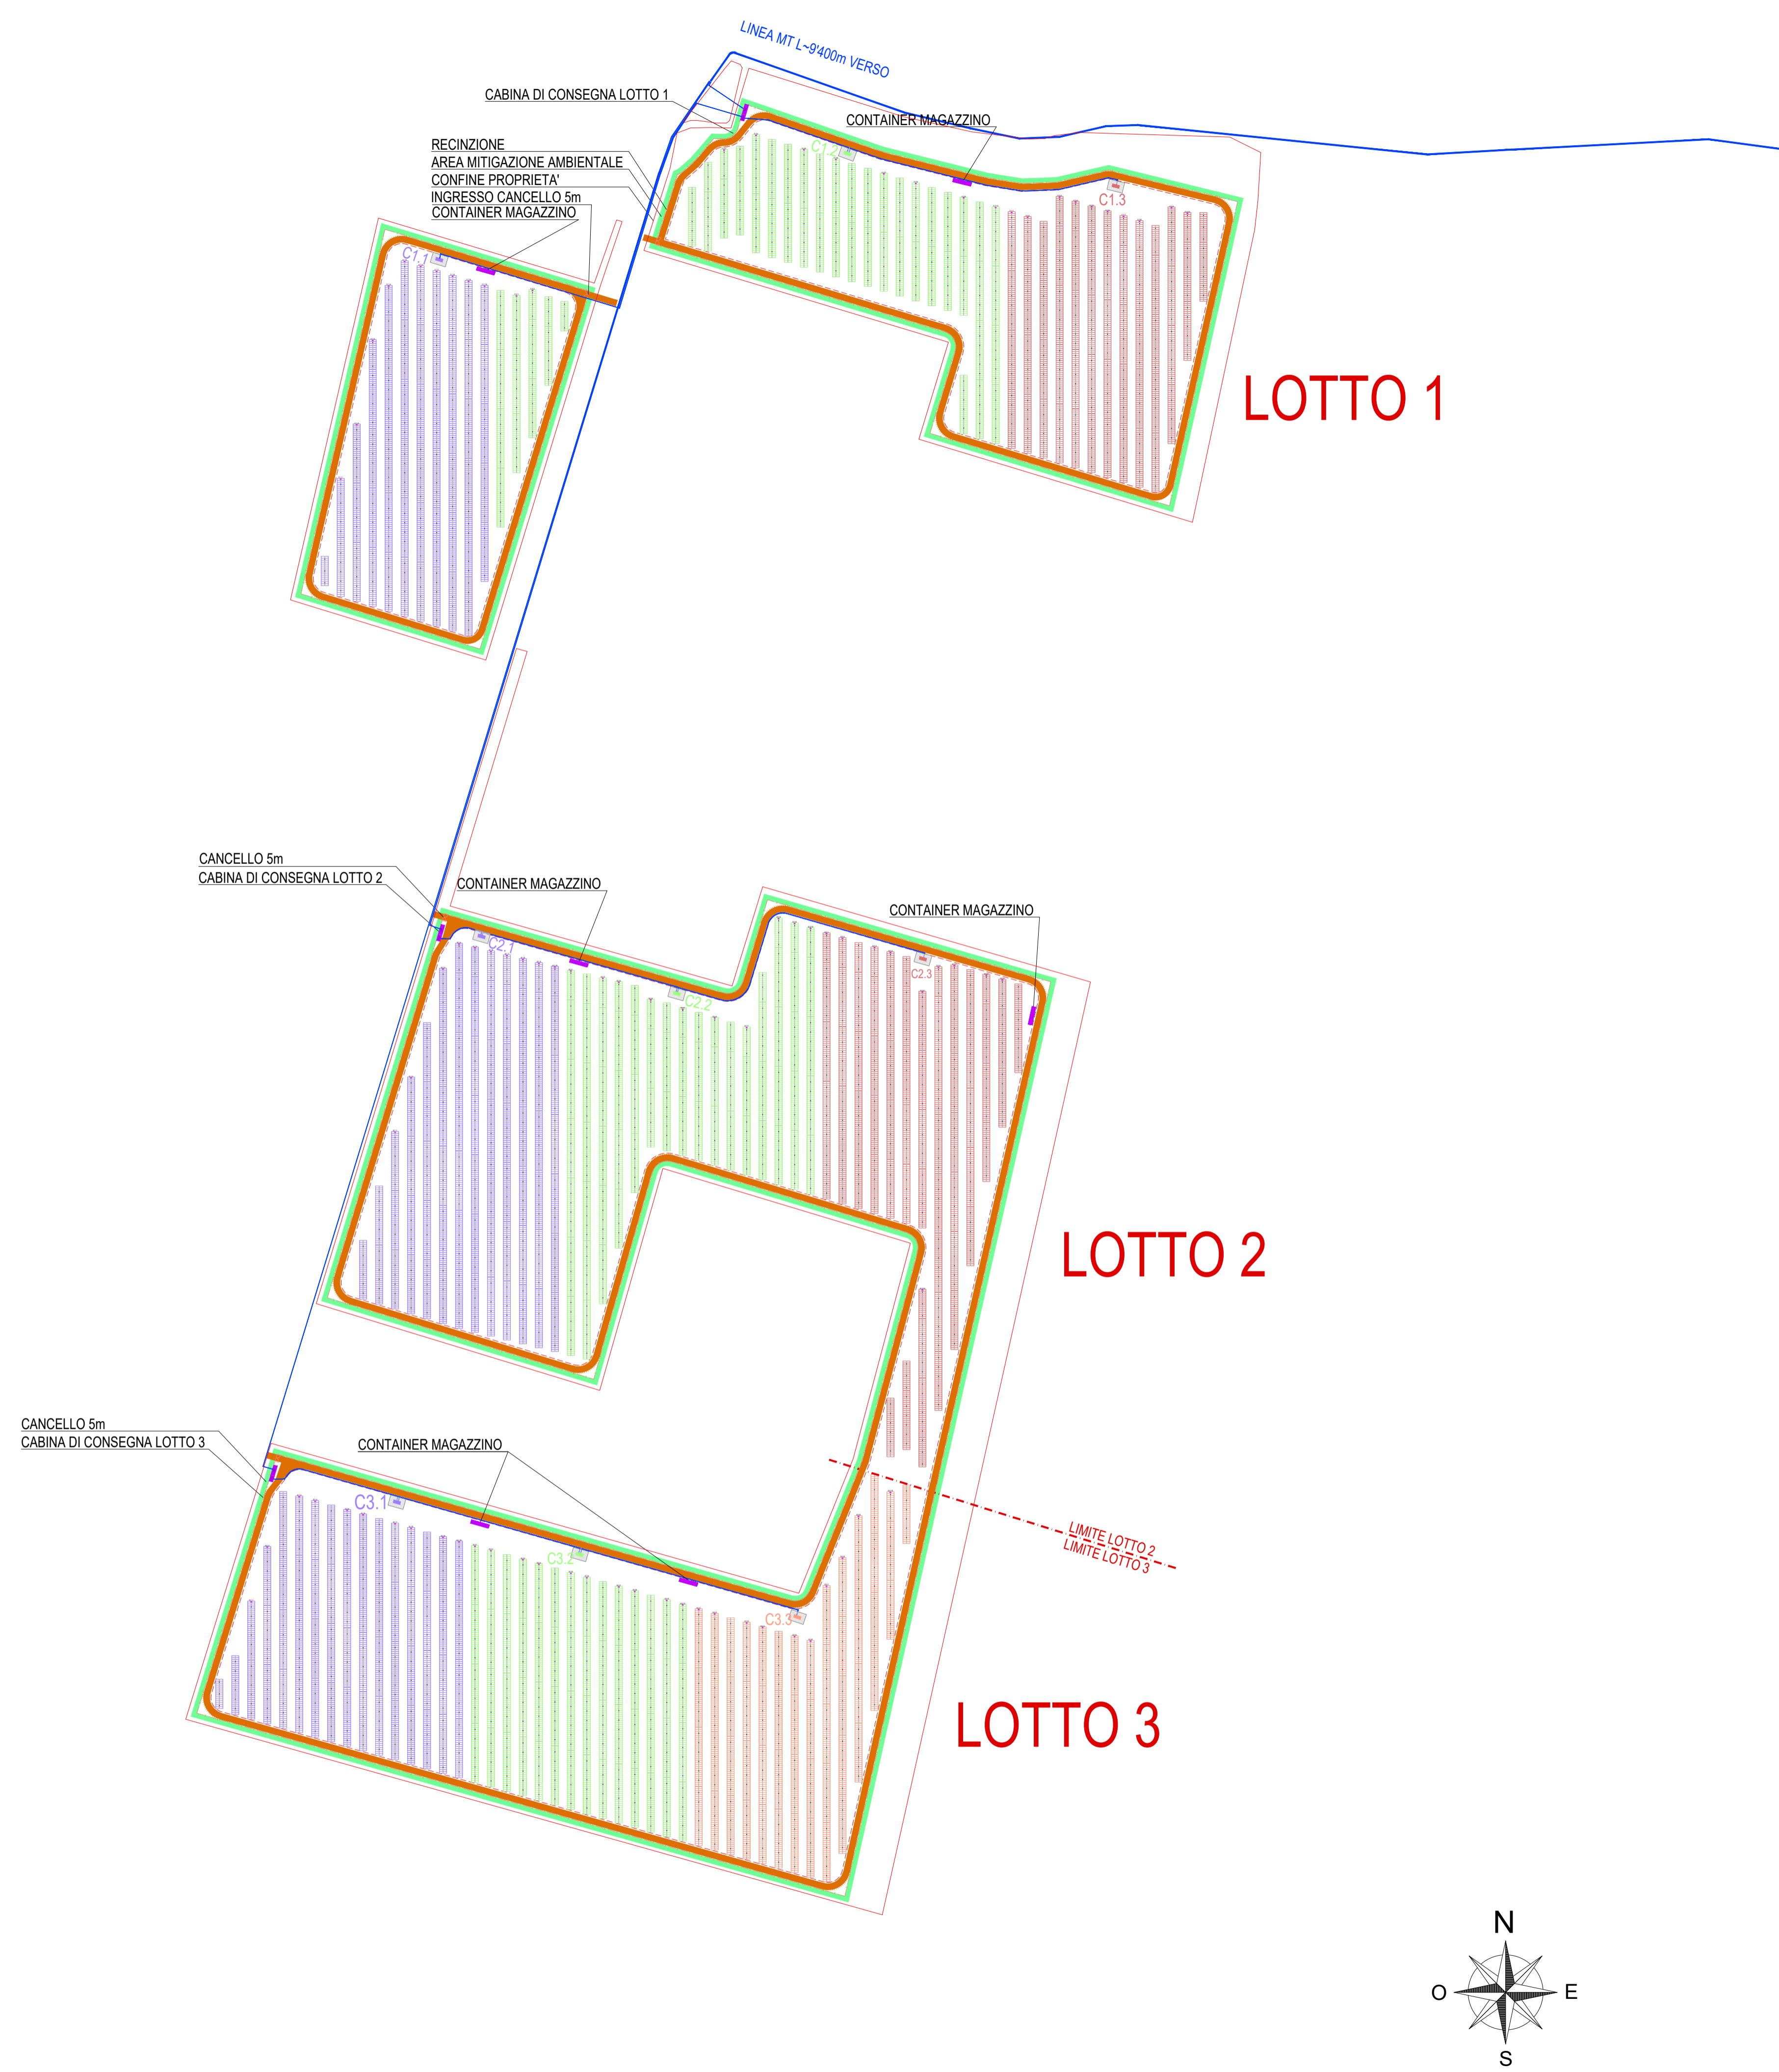 LINEA MT L~9'400m VERSO
CABINA DI CONSEGNA LOTTO 1
CONTAINER MAGAZZINO
C1.2
RECINZIONE
AREA MITIGAZIONE AMBIENTALE
CONFINE PROPRIETA'
INGRESSO CANCELLO 5m
CONTAINER MAGAZZINO
C1.3
C1.1
LOTTO 1
CANCELLO 5m
CABINA DI CONSEGNA LOTTO 2
CONTAINER MAGAZZINO
CONTAINER MAGAZZINO
C2.1
C2.2
C2.3
LOTTO 2
CANCELLO 5m
CABINA DI CONSEGNA LOTTO 3
CONTAINER MAGAZZINO
C3.1
C3.2
C3.3
LIMITE LOTTO 2
LIMITE LOTTO 3
LOTTO 3
N
O
E
S